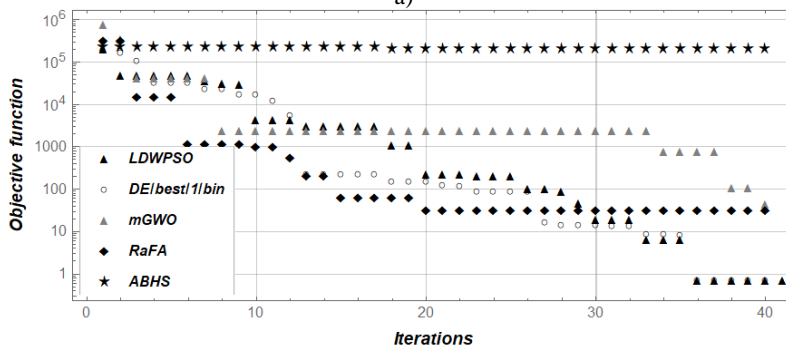 a)
10⁶
10⁵
10⁴
1000
100
10
1
Objective function
LDWPSO
DE/best/1/bin
mGWO
RaFA
ABHS
0 10 20 30 40
Iterations